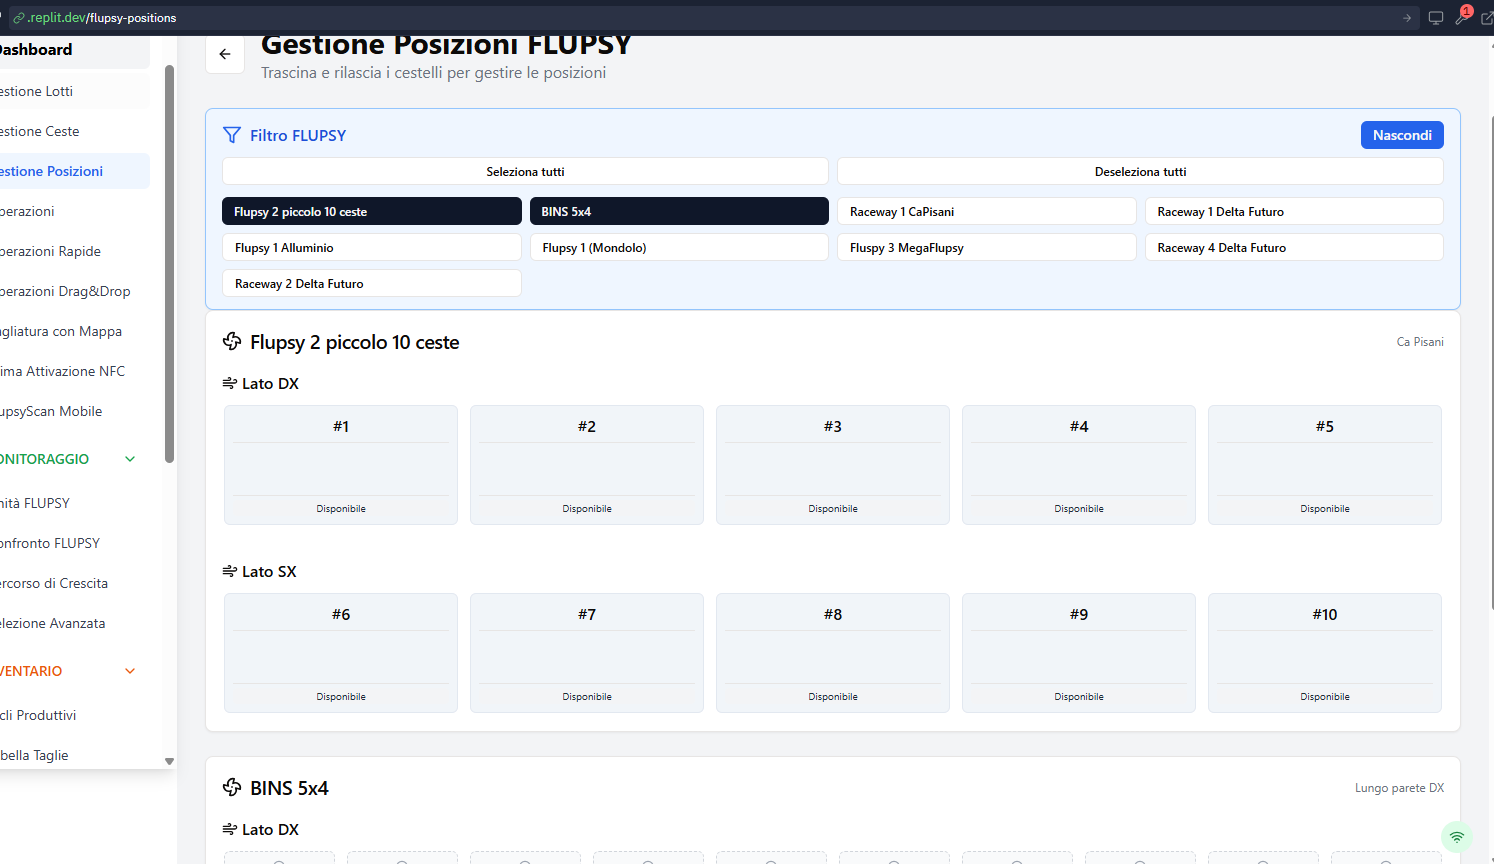 .replit.dev/flupsy-positions
1
Dashboard
estione Lotti
estione Ceste
estione Posizioni
perazioni
perazioni Rapide
perazioni Drag&Drop
agliatura con Mappa
ima Attivazione NFC
upsyScan Mobile
ONITORAGGIO
nità FLUPSY
onfronto FLUPSY
ercorso di Crescita
elezione Avanzata
VENTARIO
cli Produttivi
bella Taglie
Gestione Posizioni FLUPSY
Trascina e rilascia i cestelli per gestire le posizioni
Filtro FLUPSY
Nascondi
Seleziona tutti
Deseleziona tutti
Flupsy 2 piccolo 10 ceste
BINS 5x4
Raceway 1 CaPisani
Raceway 1 Delta Futuro
Flupsy 1 Alluminio
Flupsy 1 (Mondolo)
Fluspy 3 MegaFlupsy
Raceway 4 Delta Futuro
Raceway 2 Delta Futuro
Flupsy 2 piccolo 10 ceste
Ca Pisani
Lato DX
#1
#2
#3
#4
#5
Disponibile
Disponibile
Disponibile
Disponibile
Disponibile
Lato SX
#6
#7
#8
#9
#10
Disponibile
Disponibile
Disponibile
Disponibile
Disponibile
BINS 5x4
Lungo parete DX
Lato DX